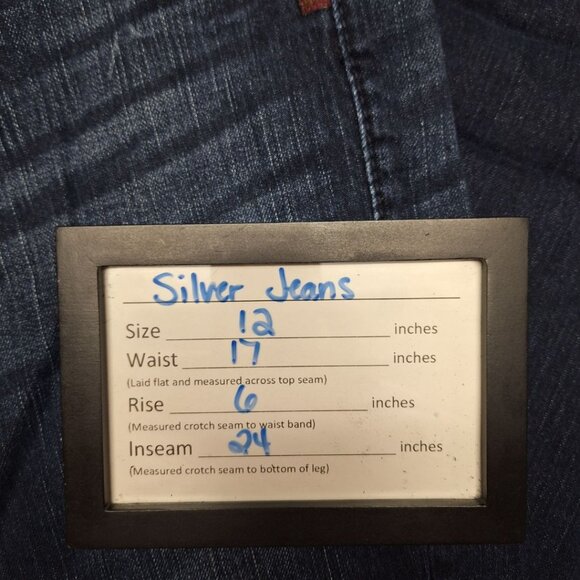 Silver Jeans
Size 12 inches
Waist 17 inches
(Laid flat and measured across top seam)
Rise 6 inches
(Measured crotch seam to waist band)
Inseam 24 inches
(Measured crotch seam to bottom of leg)